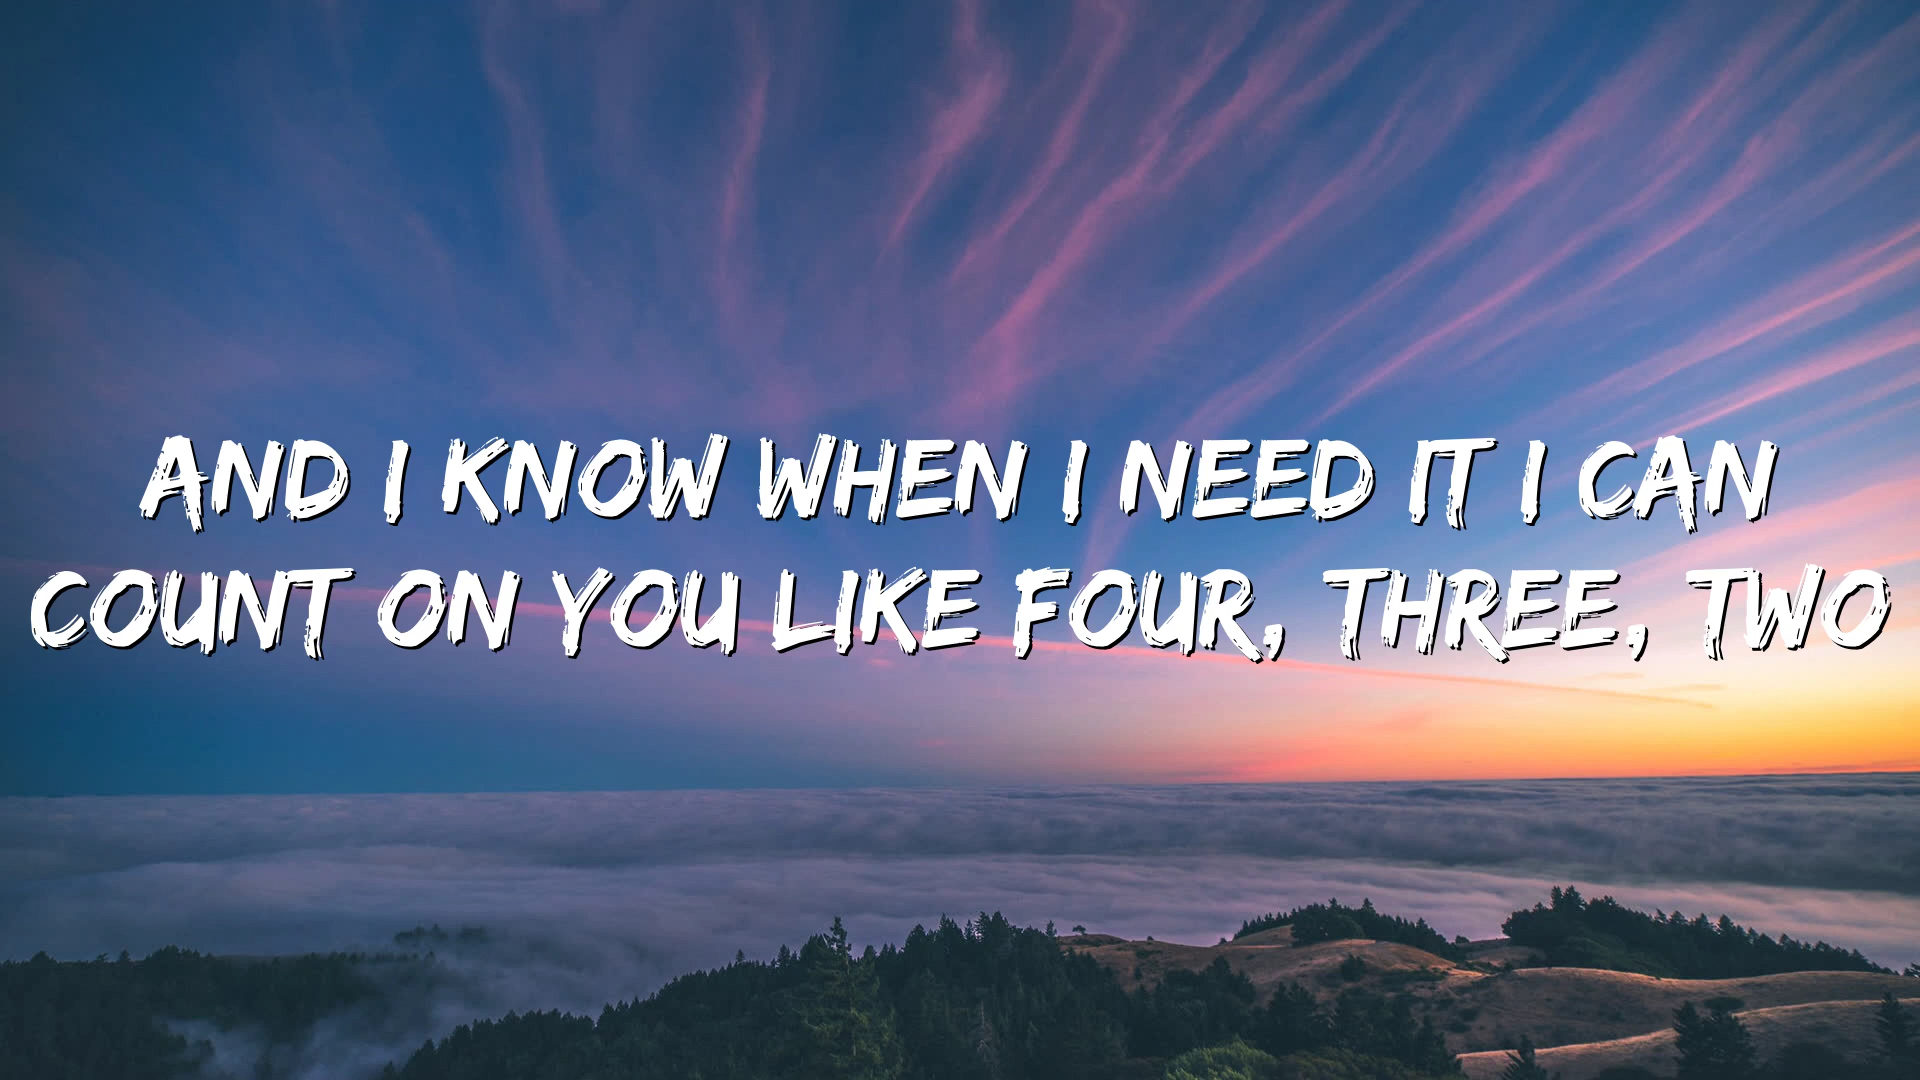 AND I KNOW WHEN I NEED IT I CAN
COUNT ON YOU LIKE FOUR, THREE, TWO